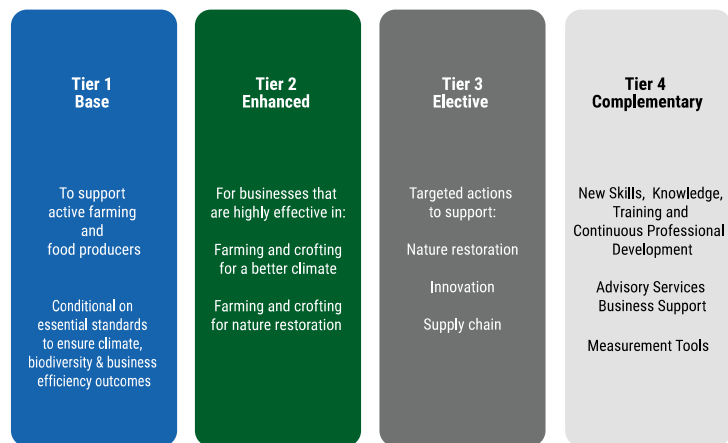 Tier 1
Base
To support
active farming
and
food producers
Conditional on
essential standards
to ensure climate,
biodiversity & business
efficiency outcomes
Tier 2
Enhanced
For businesses that
are highly effective in:
Farming and crofting
for a better climate
Farming and crofting
for nature restoration
Tier 3
Elective
Targeted actions
to support:
Nature restoration
Innovation
Supply chain
Tier 4
Complementary
New Skills, Knowledge,
Training and
Continuous Professional
Development
Advisory Services
Business Support
Measurement Tools